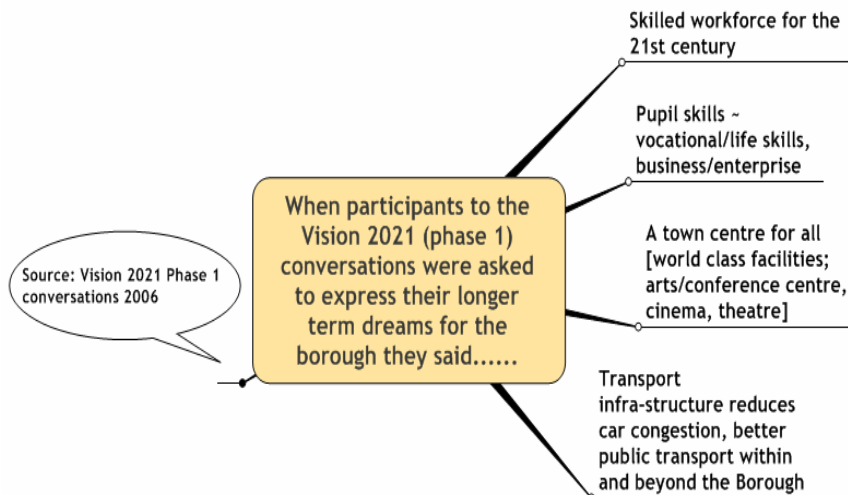 Skilled workforce for the
21st century
Pupil skills ~
vocational/life skills,
business/enterprise
When participants to the
Vision 2021 (phase 1)
conversations were asked
to express their longer
term dreams for the
borough they said......
A town centre for all
[world class facilities;
arts/conference centre,
cinema, theatre]
Source: Vision 2021 Phase 1
conversations 2006
Transport
infra-structure reduces
car congestion, better
public transport within
and beyond the Borough